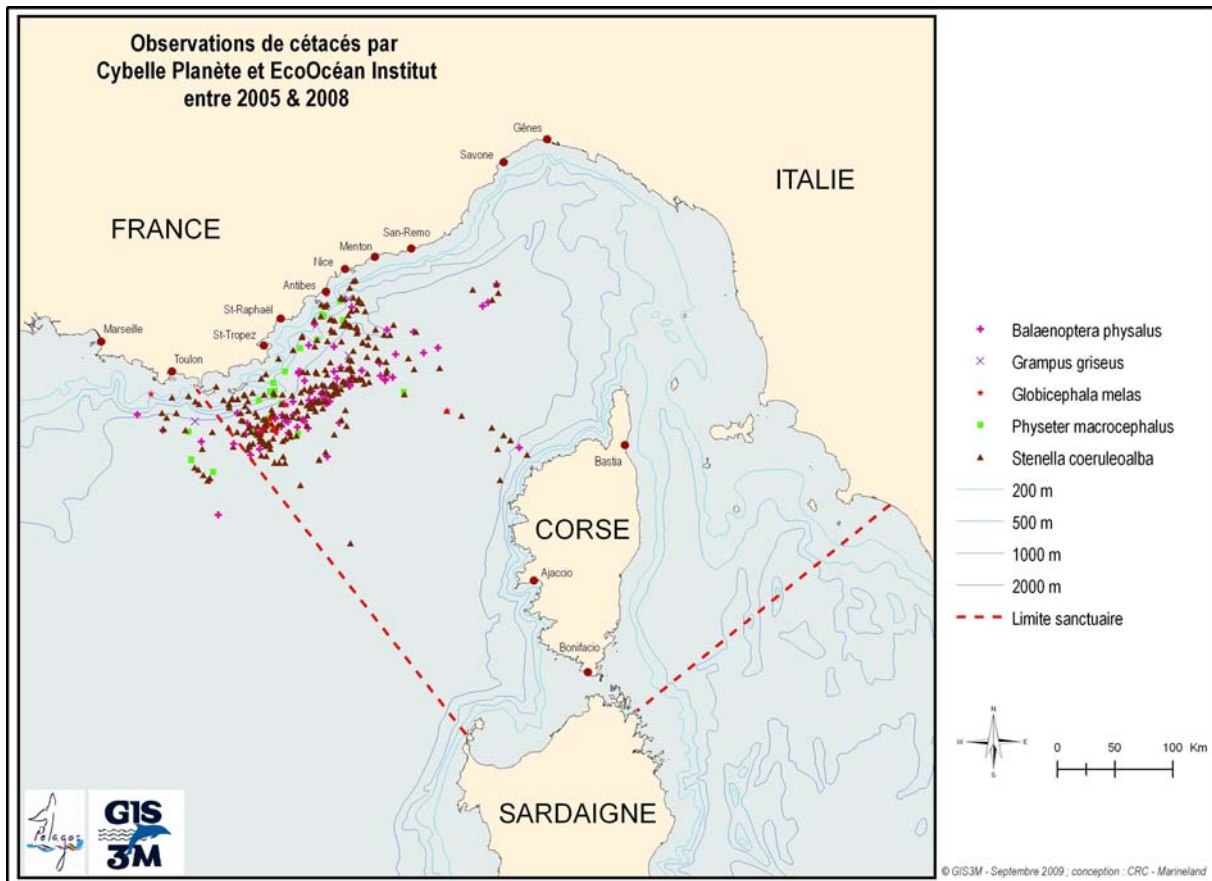 Observations de cétacés par
Cybelle Planète et EcoOcéan Institut
entre 2005 & 2008
Gênes
Savone
ITALIE
FRANCE
San-Remo
Menton
Nice
Antibes
St-Raphaël
Marseille
St-Tropez
Toulon
Bastia
CORSE
Ajaccio
Bonifacio
SARDAIGNE
Pelagos
GIS
3M
Balaenoptera physalus
Grampus griseus
Globicephala melas
Physeter macrocephalus
Stenella coeruleoalba
200 m
500 m
1000 m
2000 m
Limite sanctuaire
N
W E
S
0 50 100 Km
© GIS3M - Septembre 2009 ; conception : CRC - Marineland